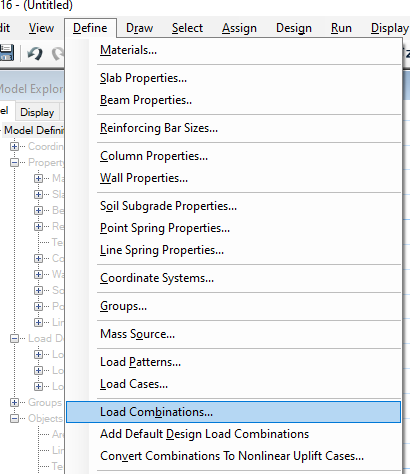 16 - (Untitled)
dit View Define Draw Select Assign Design Run Display
Materials...
Model Explor
Slab Properties...
el Display
Beam Properties..
Model Definit
Reinforcing Bar Sizes...
Coordin
Property
Column Properties...
Ma
Wall Properties...
Sla
Be
Soil Subgrade Properties...
Re
Point Spring Properties...
Te
Line Spring Properties...
Co
Wa
Coordinate Systems...
So
Po
Groups...
Lin
Mass Source...
Load De
Load Patterns...
Lo
Load Cases...
Lo
Lo
Groups
Load Combinations...
Objects
Add Default Design Load Combinations
Are
Lin
Convert Combinations To Nonlinear Uplift Cases...
Te